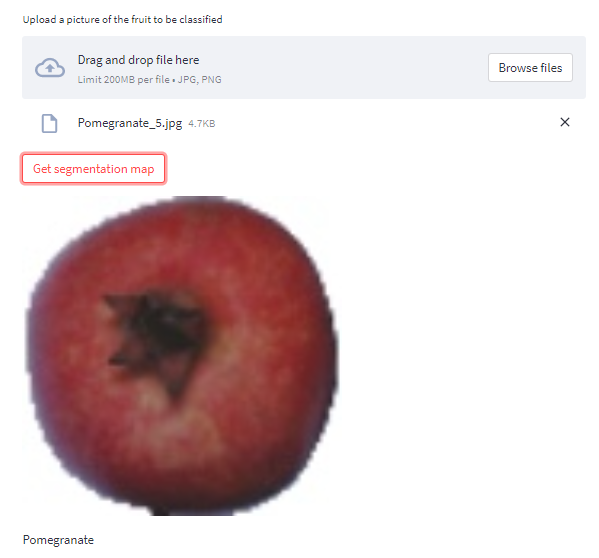 Upload a picture of the fruit to be classified
Drag and drop file here
Limit 200MB per file • JPG, PNG
Browse files
Pomegranate_5.jpg 4.7KB
Get segmentation map
Pomegranate